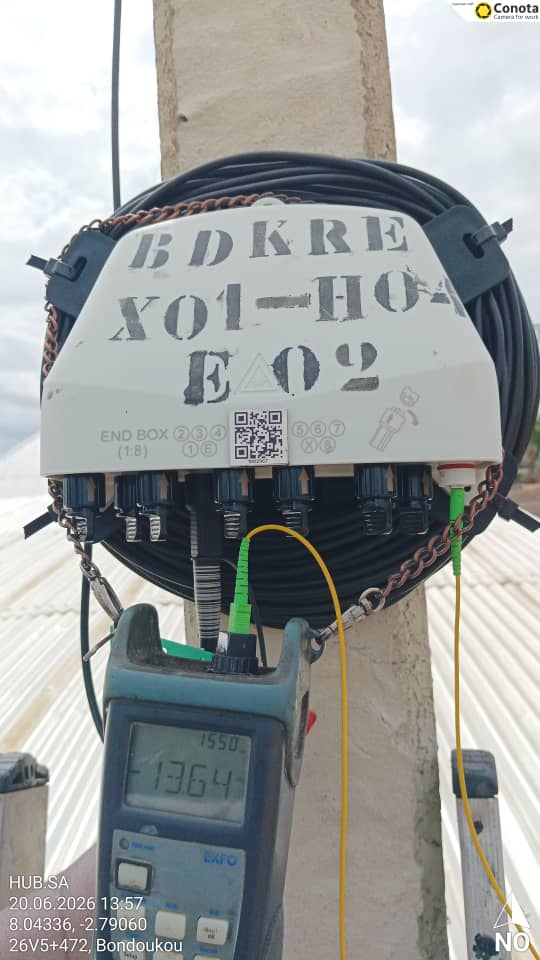 Conota
Camera for work
BDKRE
X01-H04
E 02
END BOX 2 3 4 5 6 7
(1:8) 1 E X 8
1550
-13.64
EXFO
HUB.SA
20.06.2026 13:57
8.04336, -2.79060
26V5+472, Bondoukou
NO